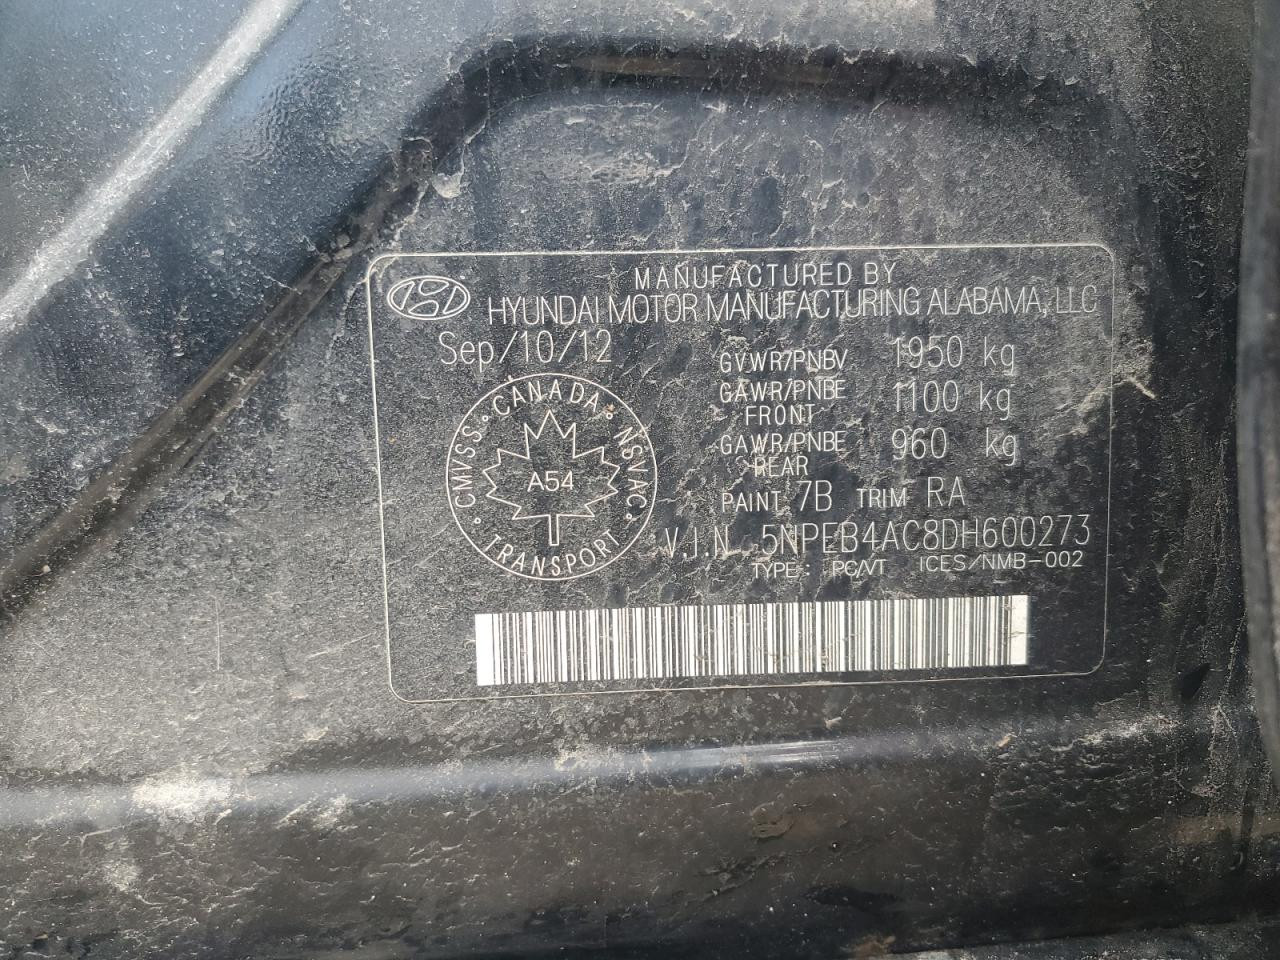 MANUFACTURED BY
HYUNDAI MOTOR MANUFACTURING ALABAMA, LLC
Sep/10/12
GVWR/PNBV 1950 kg
GAWR/PNBE FRONT 1100 kg
GAWR/PNBE REAR 960 kg
PAINT 7B TRIM RA
V.I.N 5NPEB4AC8DH600273
TYPE: PC/VT ICES/NMB-002
CANADA
CMVSS
NSVAC
A54
TRANSPORT